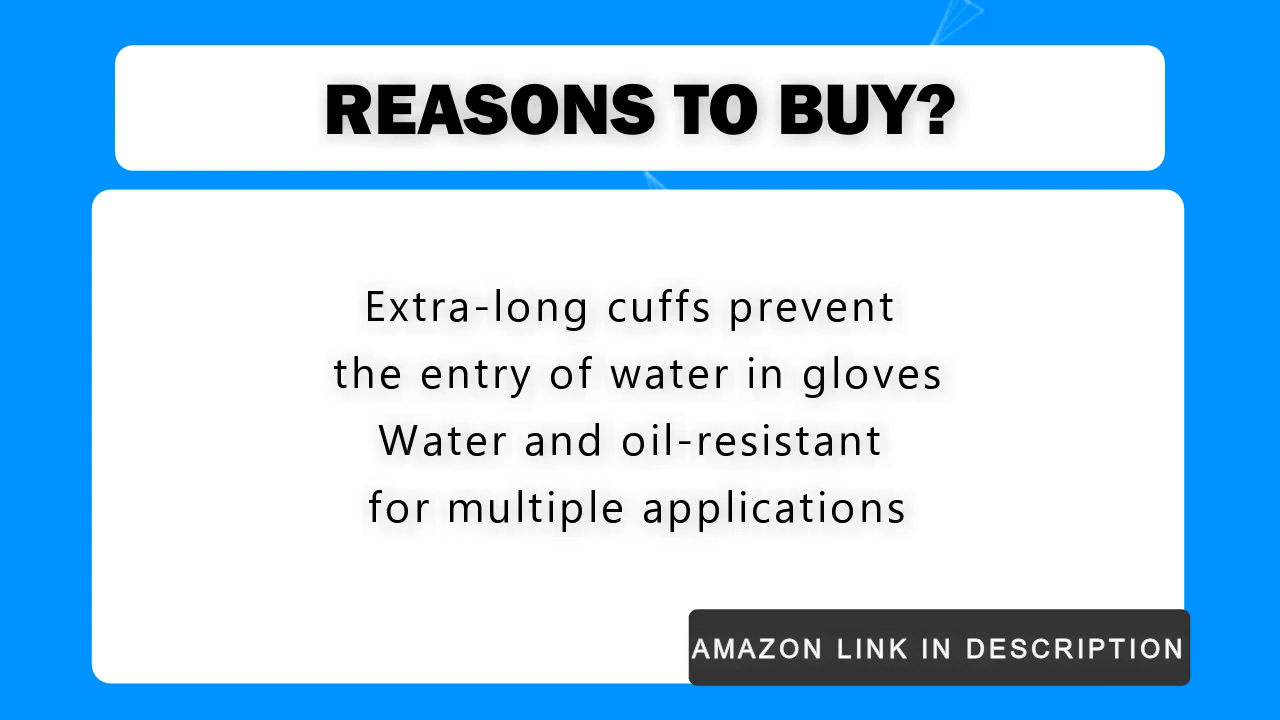 REASONS TO BUY?
Extra-long cuffs prevent
the entry of water in gloves
Water and oil-resistant
for multiple applications
AMAZON LINK IN DESCRIPTION